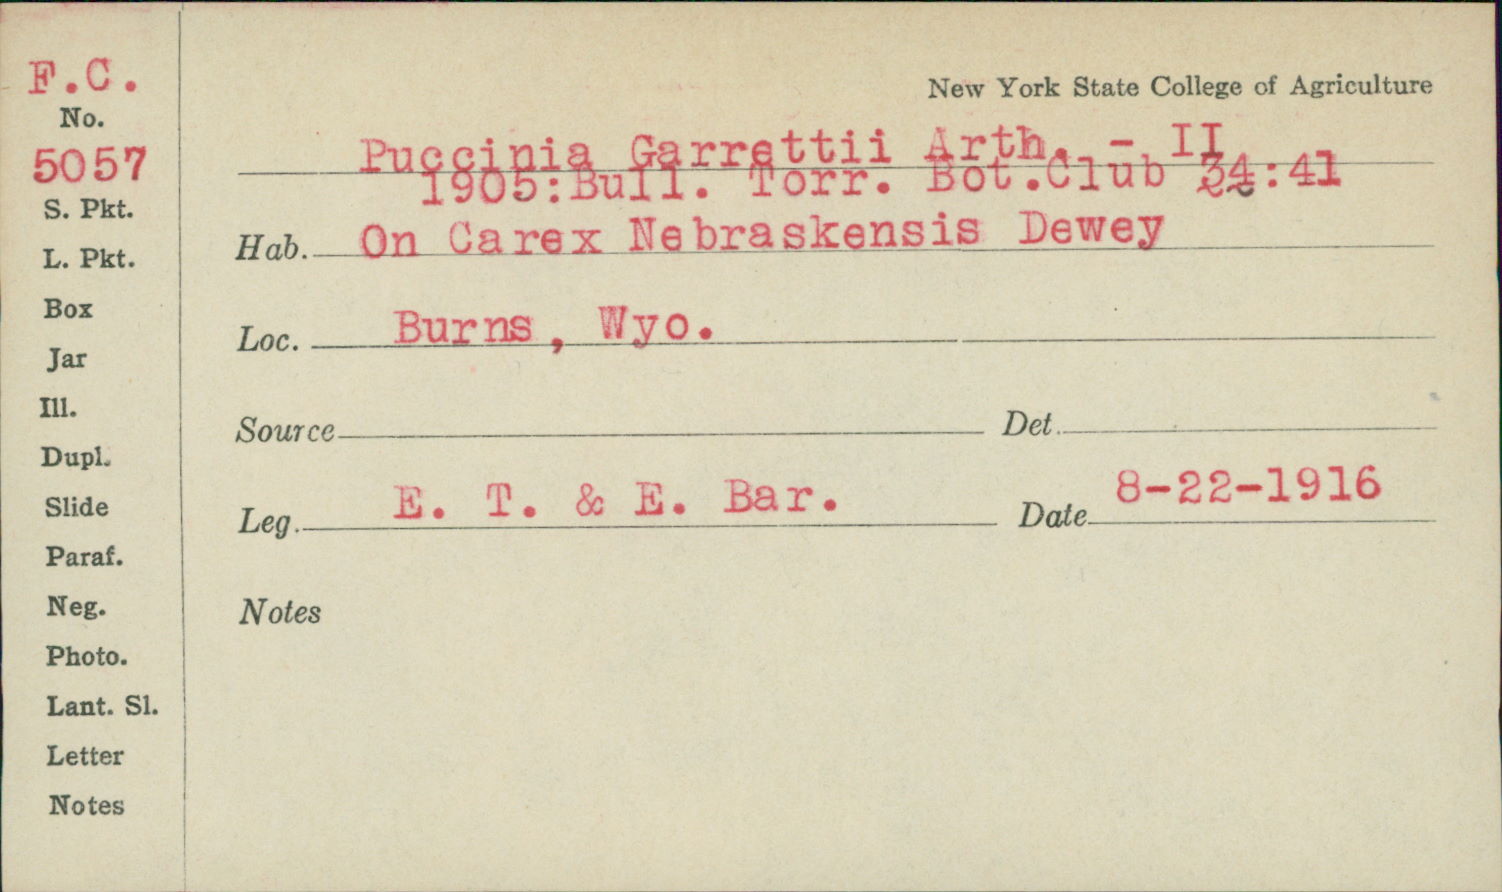 F.C.
No.
5057
S. Pkt.
L. Pkt.
Box
Jar
Ill.
Dupl.
Slide
Paraf.
Neg.
Photo.
Lant. Sl.
Letter
Notes
New York State College of Agriculture
Puccinia Garrettii Arth. - II
1905:Bull. Torr. Bot.Club 34:41
Hab. On Carex Nebraskensis Dewey
Loc. Burns, Wyo.
Source Det.
Leg. E. T. & E. Bar. Date 8-22-1916
Notes